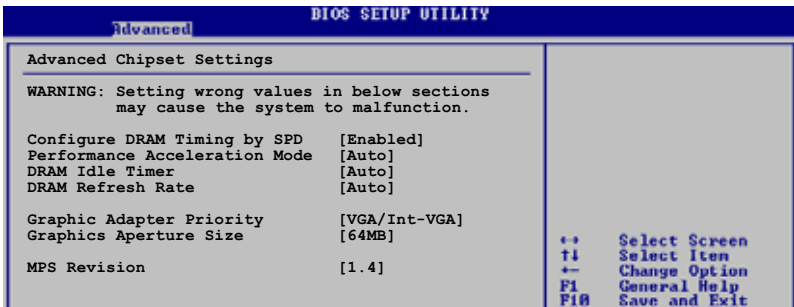 BIOS SETUP UTILITY
Advanced
Advanced Chipset Settings
WARNING: Setting wrong values in below sections
may cause the system to malfunction.
Configure DRAM Timing by SPD [Enabled]
Performance Acceleration Mode [Auto]
DRAM Idle Timer [Auto]
DRAM Refresh Rate [Auto]
Graphic Adapter Priority [VGA/Int-VGA]
Graphics Aperture Size [64MB]
MPS Revision [1.4]
←→ Select Screen
↑↓ Select Item
+- Change Option
F1 General Help
F10 Save and Exit